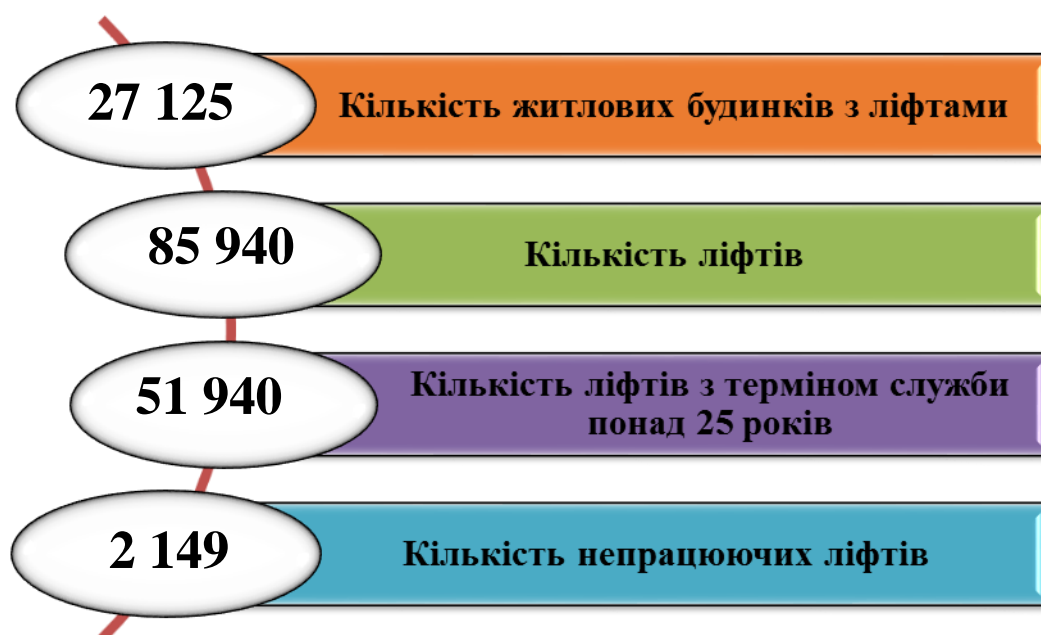 27 125
Кількість житлових будинків з ліфтами
85 940
Кількість ліфтів
51 940
Кількість ліфтів з терміном служби
понад 25 років
2 149
Кількість непрацюючих ліфтів